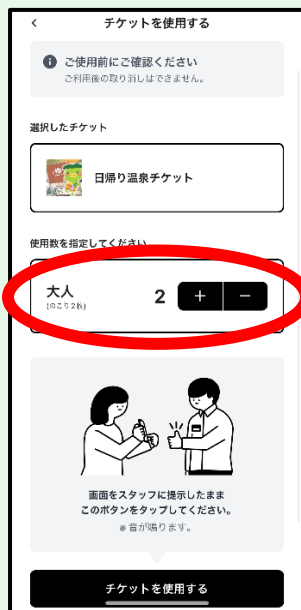 チケットを使用する
ご使用前にご確認ください
ご利用後の取り消しはできません。
選択したチケット
日帰り温泉チケット
使用数を指定してください
大人
(のこり2枚)
2 + −
画面をスタッフに提示したまま
このボタンをタップしてください。
※音が鳴ります。
チケットを使用する